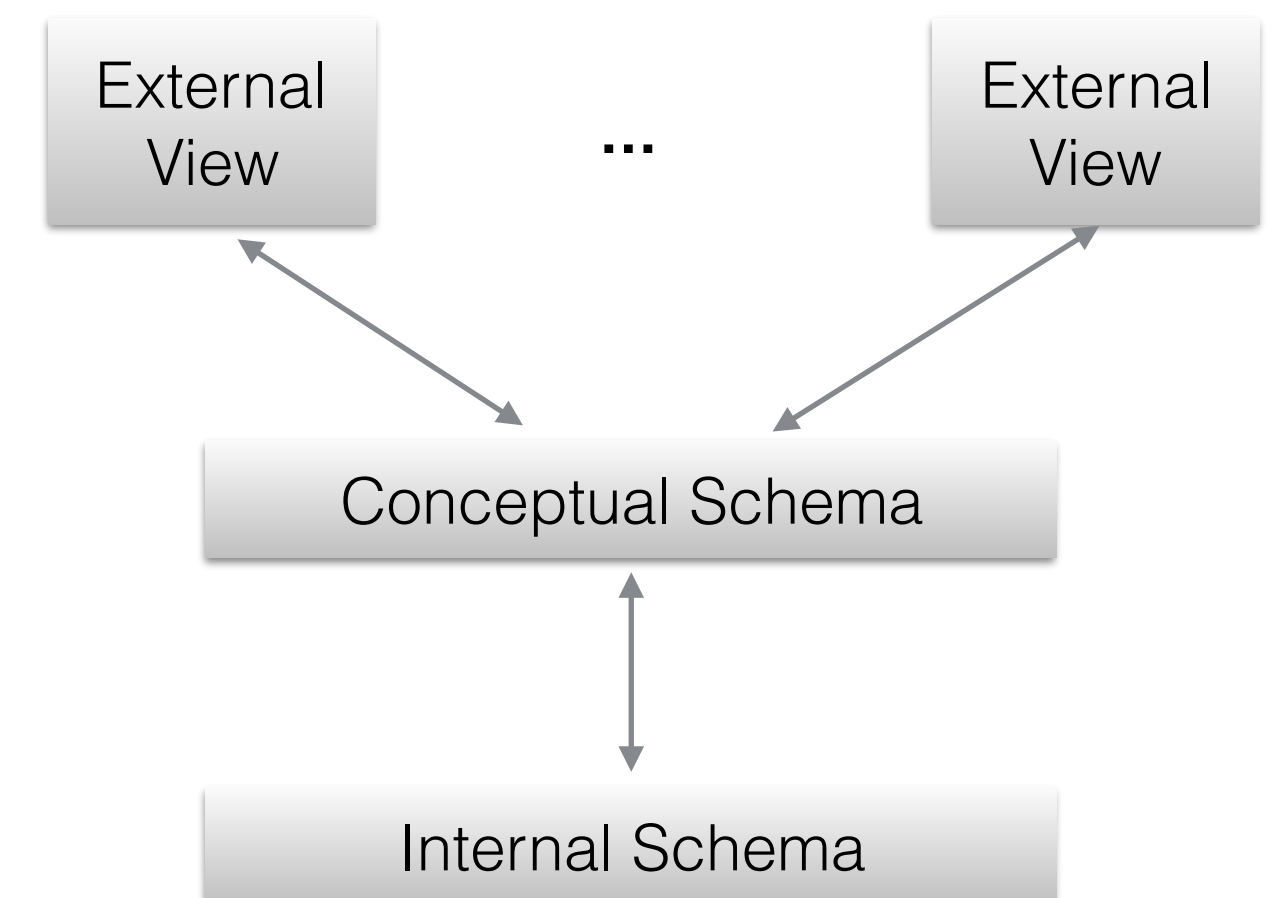 External
View
...
External
View
Conceptual Schema
Internal Schema